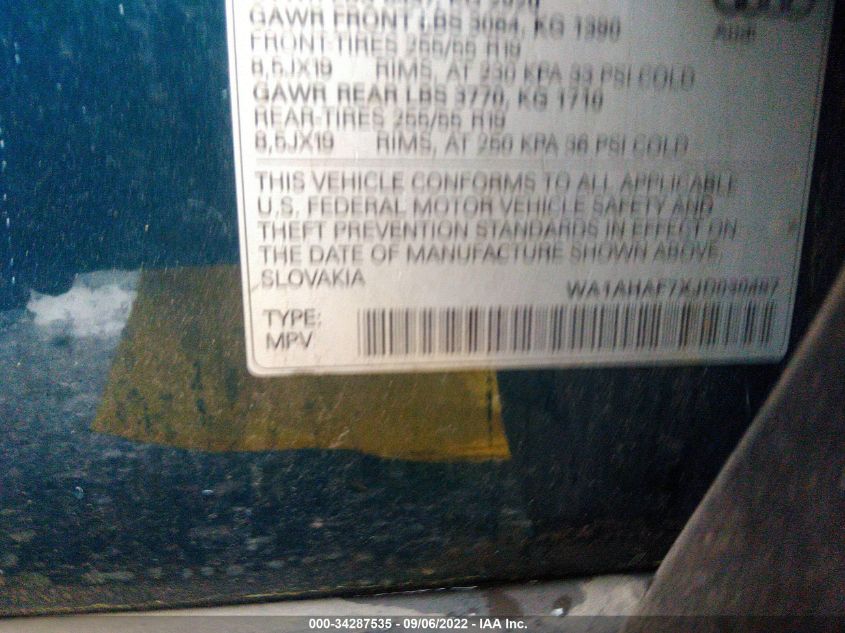 GAWR FRONT LBS 3064, KG 1390
FRONT-TIRES 255/55 R19
8,5JX19 RIMS, AT 230 KPA 33 PSI COLD
GAWR REAR LBS 3770, KG 1710
REAR-TIRES 255/55 R19
8,5JX19 RIMS, AT 250 KPA 36 PSI COLD
THIS VEHICLE CONFORMS TO ALL APPLICABLE
U.S. FEDERAL MOTOR VEHICLE SAFETY AND
THEFT PREVENTION STANDARDS IN EFFECT ON
THE DATE OF MANUFACTURE SHOWN ABOVE.
SLOVAKIA
TYPE:
MPV
Audi
000-34287535 - 09/06/2022 - IAA Inc.